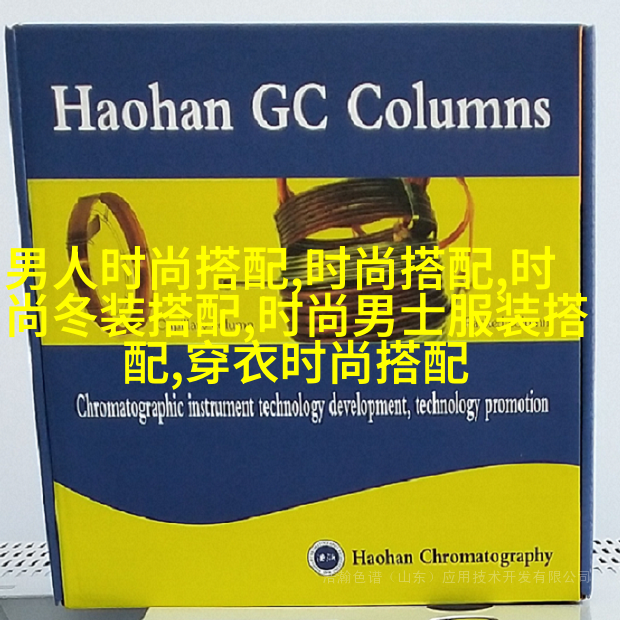 Haohan GC Columns
男人时尚搭配,时尚搭配,时
尚冬装搭配,时尚男士服装搭
配,穿衣时尚搭配
Chromatographic instrument technology development, technology promotion
Haohan Chromatography
浩瀚色谱（山东）应用技术开发有限公司